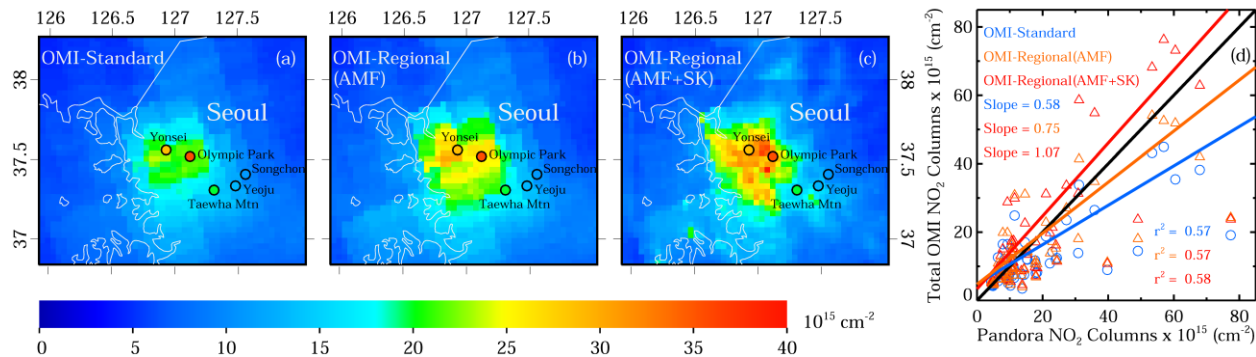 126 126.5 127 127.5
126 126.5 127 127.5
126 126.5 127 127.5
OMI-Standard (a)
Seoul
Yonsei
Olympic Park
Songchon
Yeoju
Taewha Mtn
OMI-Regional (b)
(AMF)
Seoul
Yonsei
Olympic Park
Songchon
Yeoju
Taewha Mtn
OMI-Regional (c)
(AMF+SK)
Seoul
Yonsei
Olympic Park
Songchon
Yeoju
Taewha Mtn
38
37.5
37
38
37.5
37
0 5 10 15 20 25 30 35 40
10¹⁵ cm⁻²
Total OMI NO₂ Columns x 10¹⁵ (cm⁻²)
80
60
40
20
0
OMI-Standard
(d)
OMI-Regional(AMF)
OMI-Regional(AMF+SK)
Slope = 0.58
Slope = 0.75
Slope = 1.07
r² = 0.57
r² = 0.57
r² = 0.58
0 20 40 60 80
Pandora NO₂ Columns x 10¹⁵ (cm⁻²)